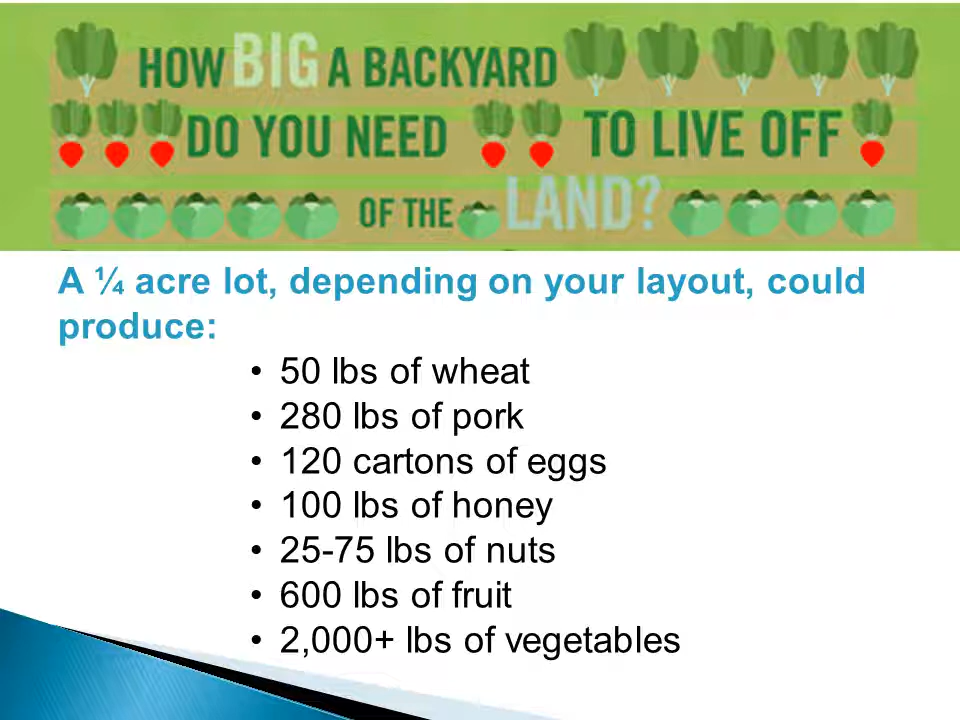 HOW BIG A BACKYARD
DO YOU NEED TO LIVE OFF
OF THE LAND?
A ¼ acre lot, depending on your layout, could
produce:
• 50 lbs of wheat
• 280 lbs of pork
• 120 cartons of eggs
• 100 lbs of honey
• 25-75 lbs of nuts
• 600 lbs of fruit
• 2,000+ lbs of vegetables